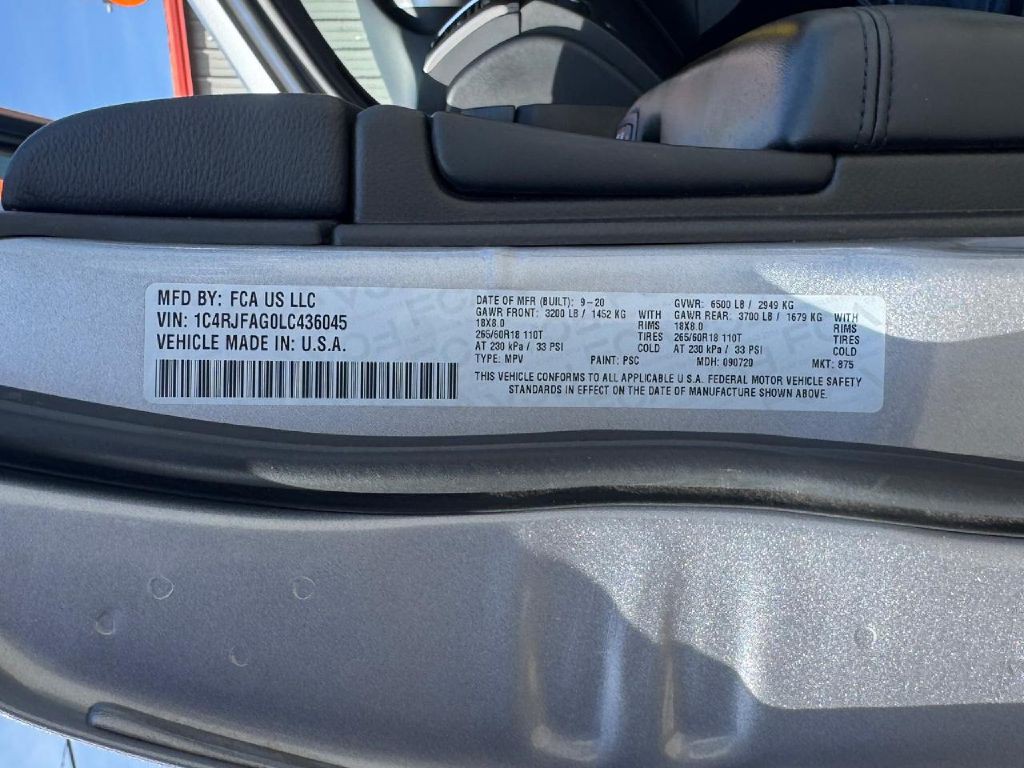 MFD BY: FCA US LLC
VIN: 1C4RJFAG0LC436045
VEHICLE MADE IN: U.S.A.
DATE OF MFR (BUILT): 9-20 GVWR: 6500 LB / 2949 KG
GAWR FRONT: 3200 LB / 1452 KG WITH GAWR REAR: 3700 LB / 1679 KG WITH
18X8.0 RIMS 18X8.0 RIMS
265/60R18 110T TIRES 265/60R18 110T TIRES
AT 230 kPa / 33 PSI COLD AT 230 kPa / 33 PSI COLD
TYPE: MPV PAINT: PSC MDH: 090720 MKT: 875
THIS VEHICLE CONFORMS TO ALL APPLICABLE U.S.A. FEDERAL MOTOR VEHICLE SAFETY
STANDARDS IN EFFECT ON THE DATE OF MANUFACTURE SHOWN ABOVE.